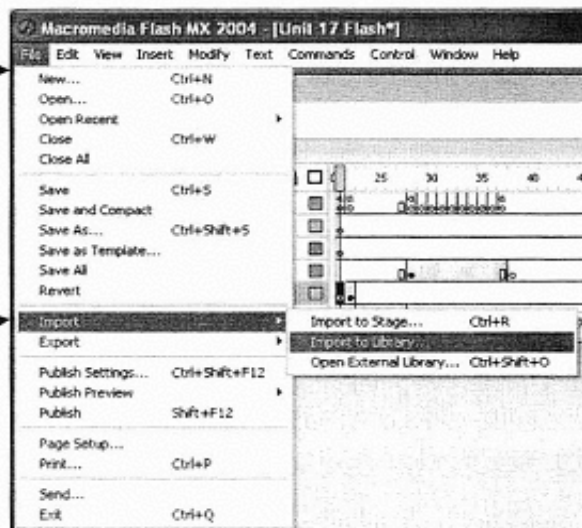 Macromedia Flash MX 2004 - [Unit 17 Flash*]
File Edit View Insert Modify Text Commands Control Window Help
New... Ctrl+N
Open... Ctrl+O
Open Recent
Close Ctrl+W
Close All
Save Ctrl+S
Save and Compact
Save As... Ctrl+Shift+S
Save as Template...
Save All
Revert
Import
Export
Publish Settings... Ctrl+Shift+F12
Publish Preview
Publish Shift+F12
Page Setup...
Print... Ctrl+P
Send...
Exit Ctrl+Q
25 30 35 40
Import to Stage... Ctrl+R
Import to Library...
Open External Library... Ctrl+Shift+O